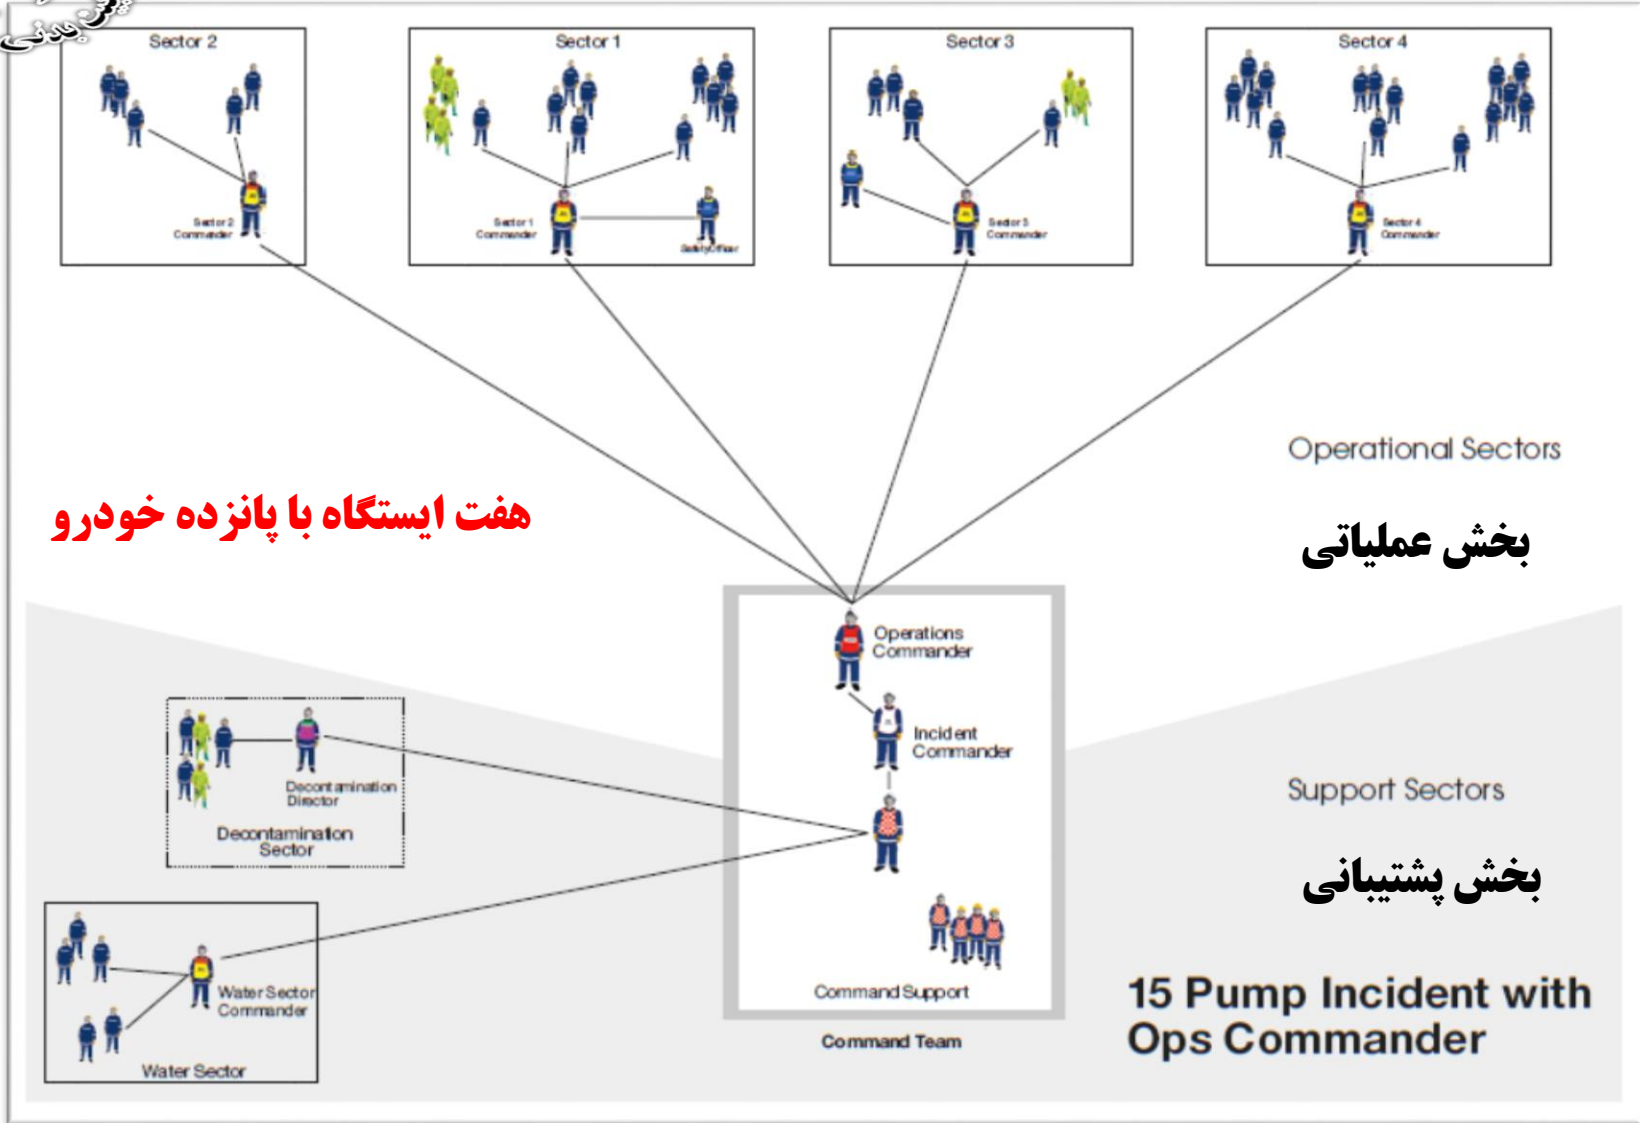 بدنی
Sector 2
Sector 1
Sector 3
Sector 4
Sector 2
Commander
Sector 1
Commander
Safety Officer
Sector 3
Commander
Sector 4
Commander
Operational Sectors
بخش عملیاتی
هفت ایستگاه با پانزده خودرو
Operations
Commander
Incident
Commander
Decontamination
Director
Decontamination
Sector
Support Sectors
بخش پشتیبانی
Water Sector
Commander
Water Sector
Command Support
Command Team
15 Pump Incident with
Ops Commander